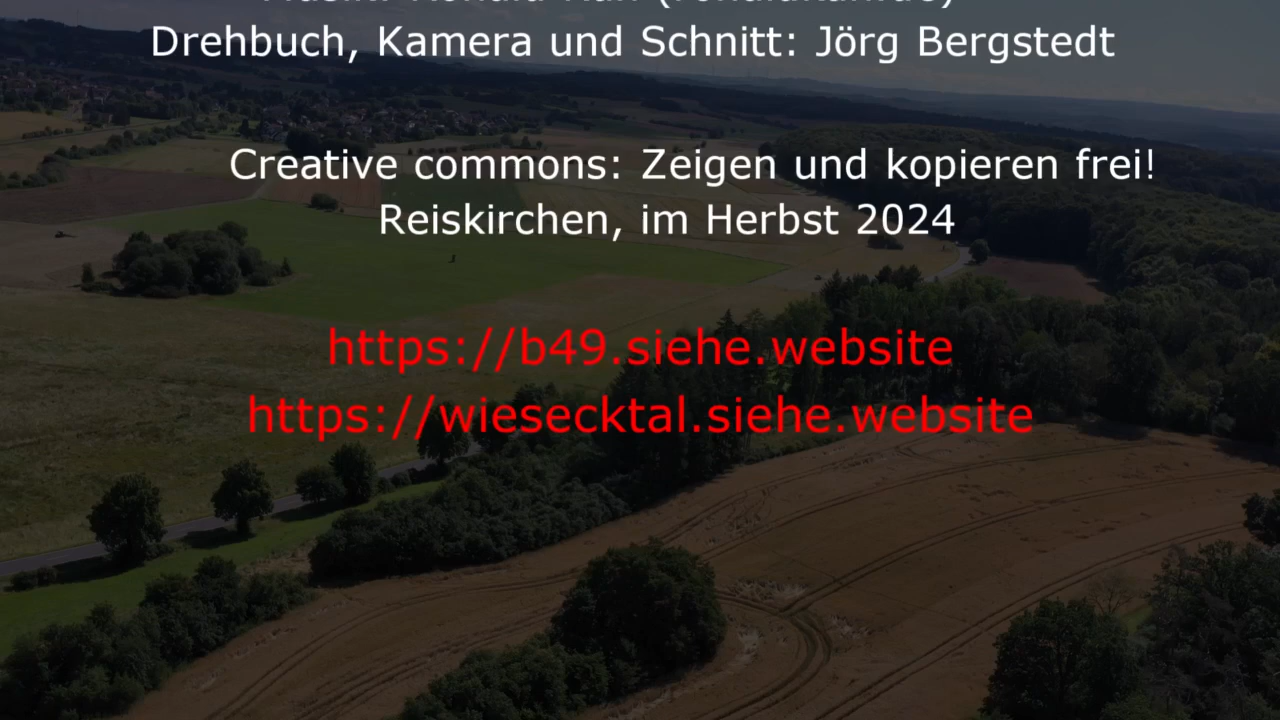 Drehbuch, Kamera und Schnitt: Jörg Bergstedt
Creative commons: Zeigen und kopieren frei!
Reiskirchen, im Herbst 2024
https://b49.siehe.website
https://wiesecktal.siehe.website